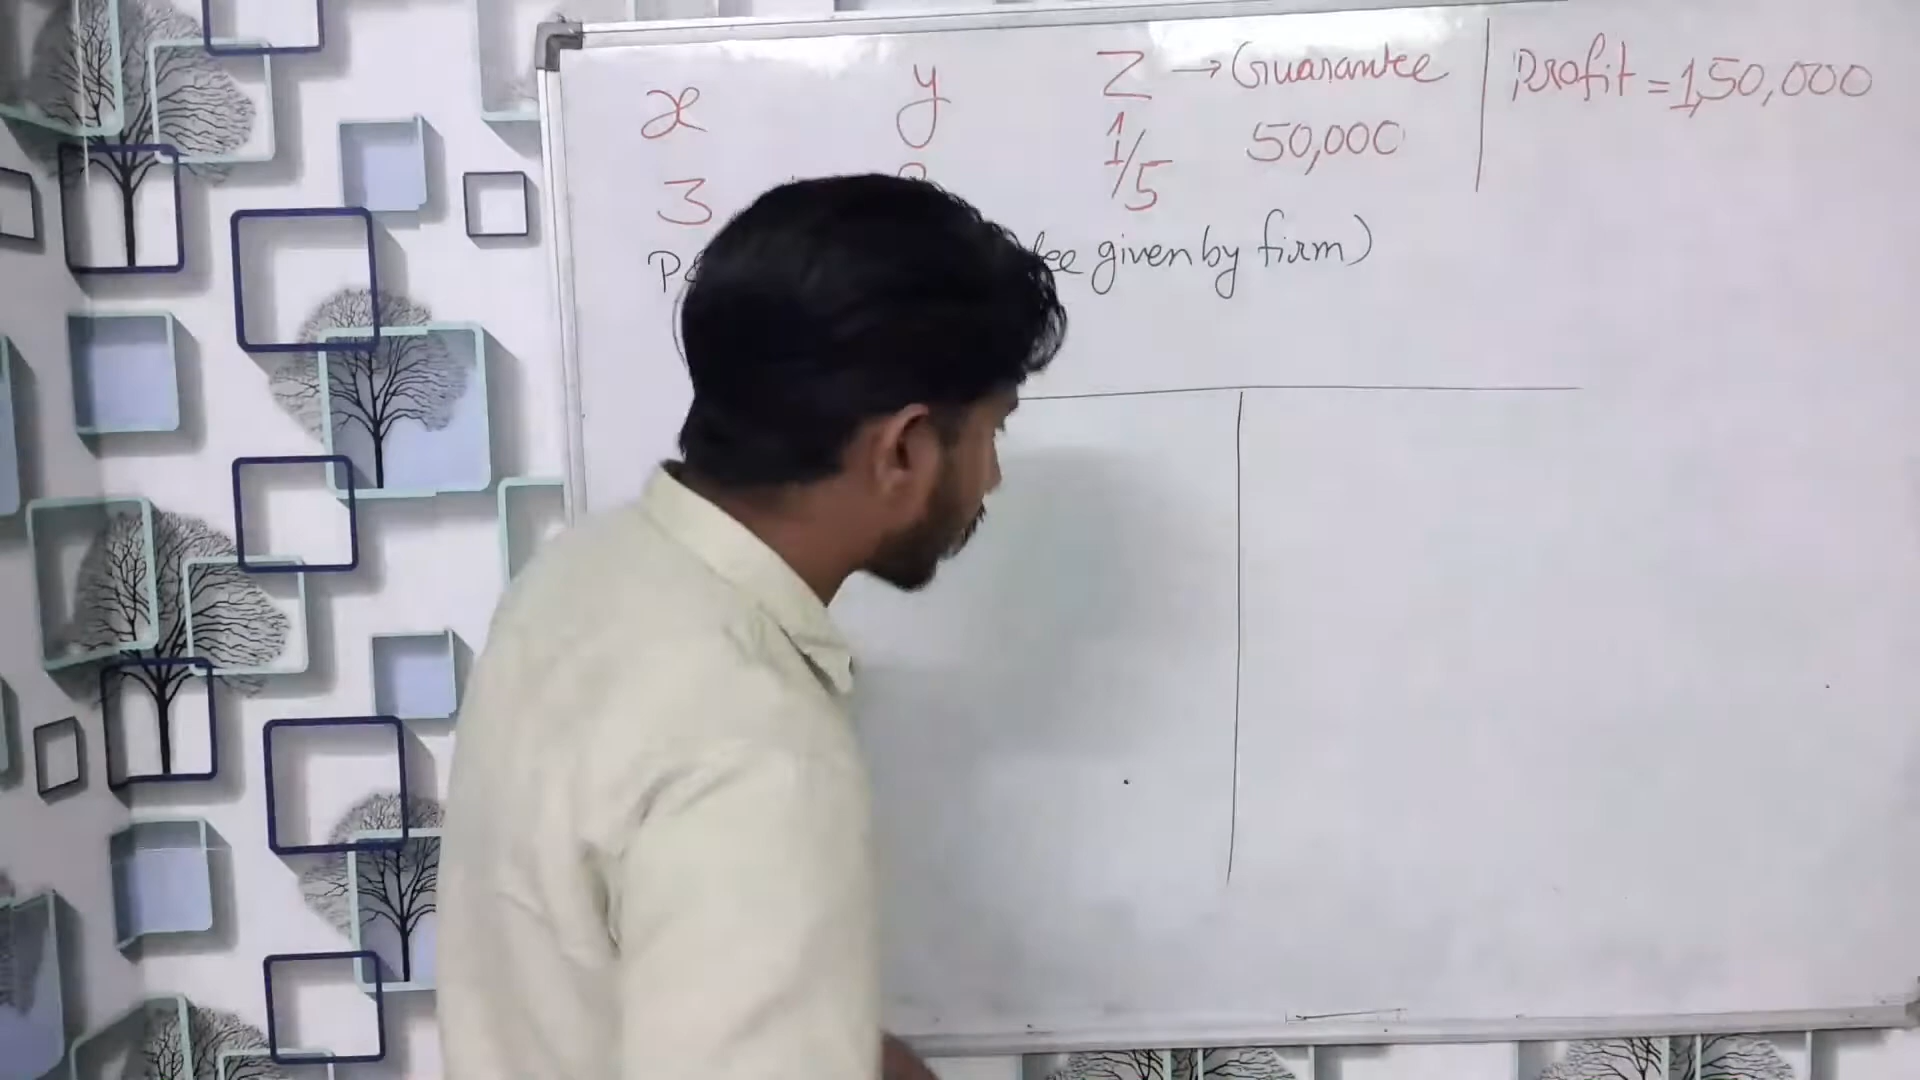 x y Z → Guarantee | Profit = 1,50,000
3 1/5 50,000
given by firm)